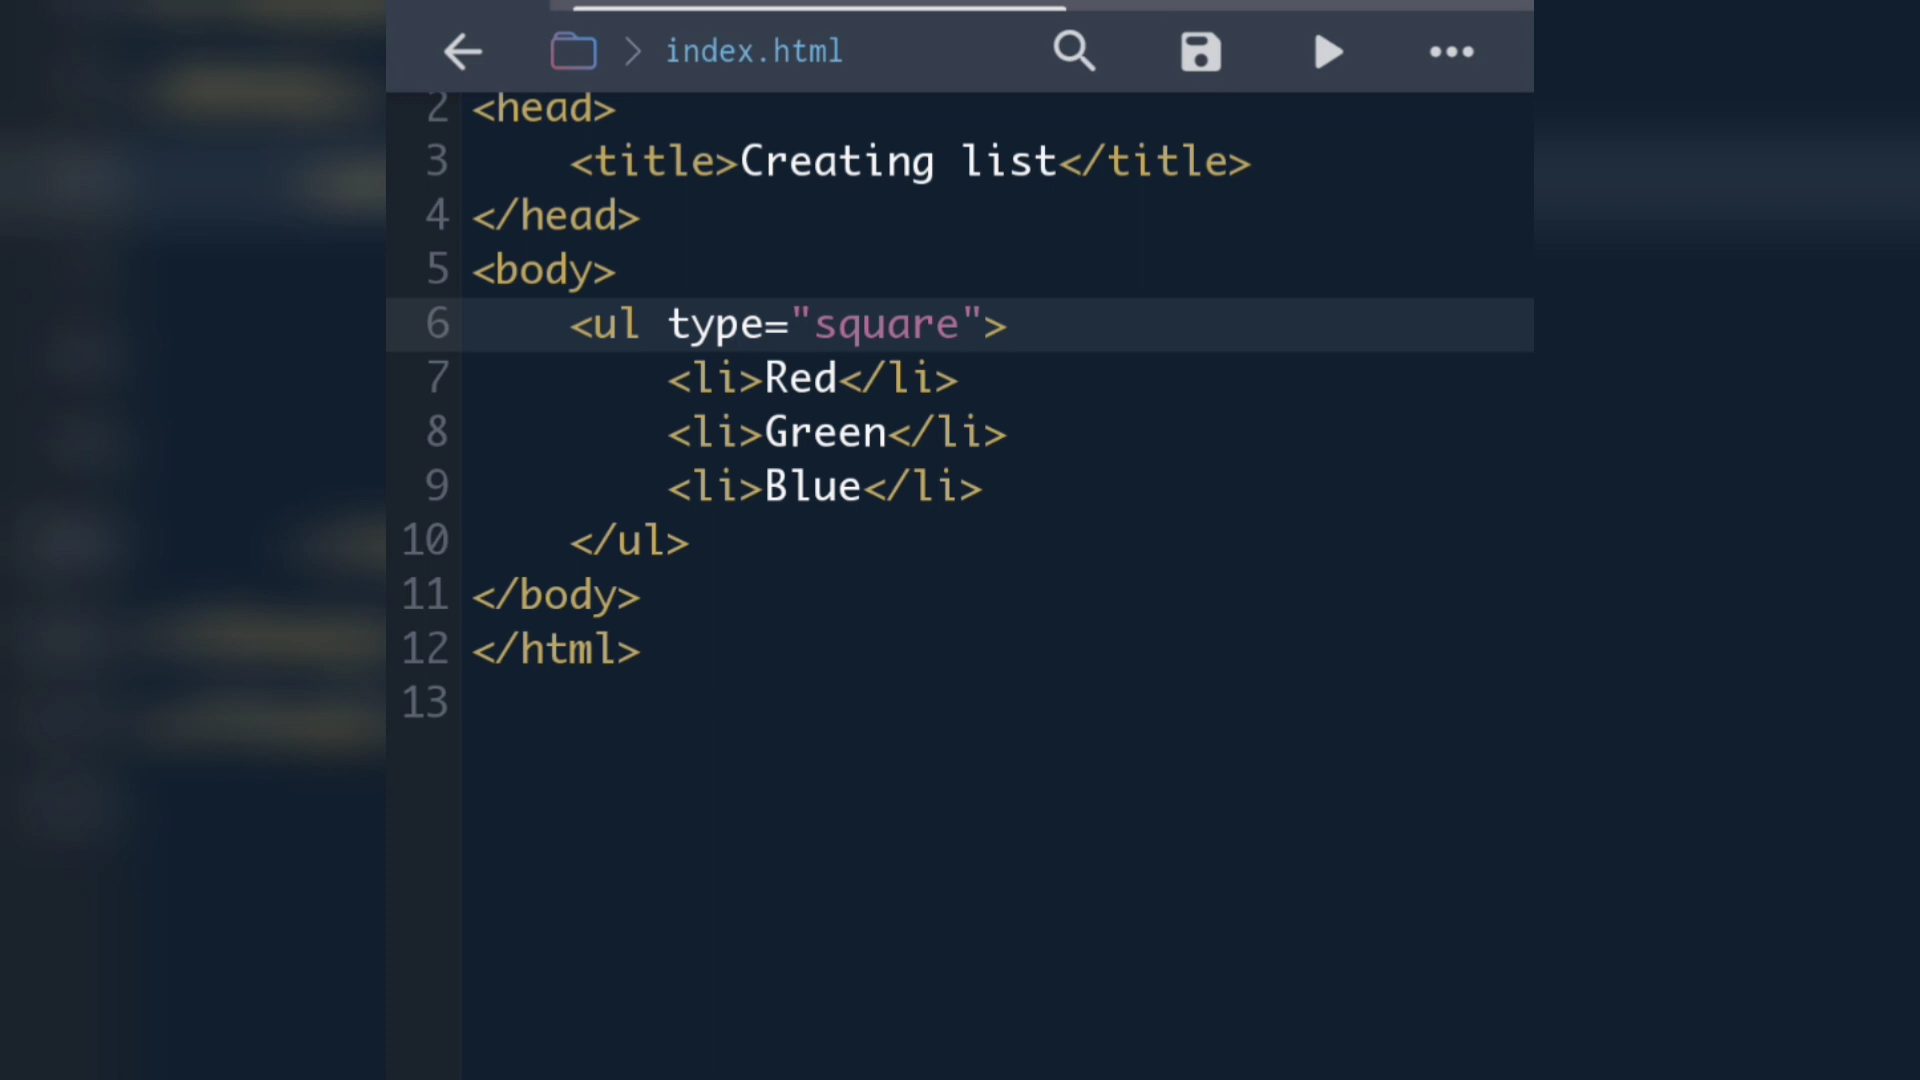 index.html
2 <head>
3 <title>Creating list</title>
4 </head>
5 <body>
6 <ul type="square">
7 <li>Red</li>
8 <li>Green</li>
9 <li>Blue</li>
10 </ul>
11 </body>
12 </html>
13